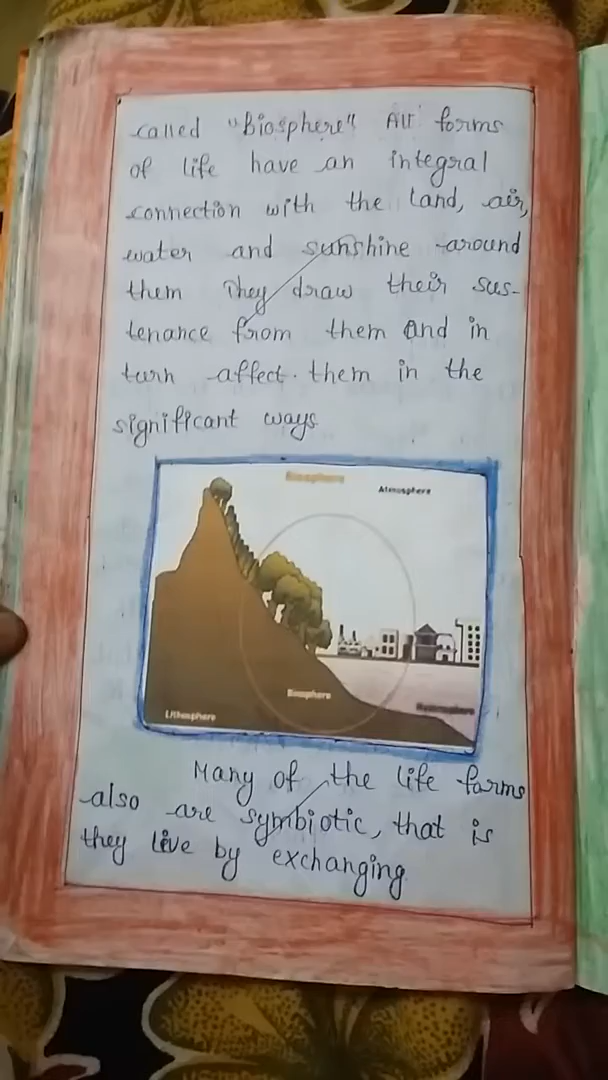 called "Biosphere" All forms
of life have an integral
connection with the land, air,
water and sunshine around
them They draw their sus-
tenance from them and in
turn affect. them in the
significant ways
Biosphere
Atmosphere
Biosphere
Lithosphere
Hydrosphere
Many of the life forms
also are symbiotic, that is
they live by exchanging